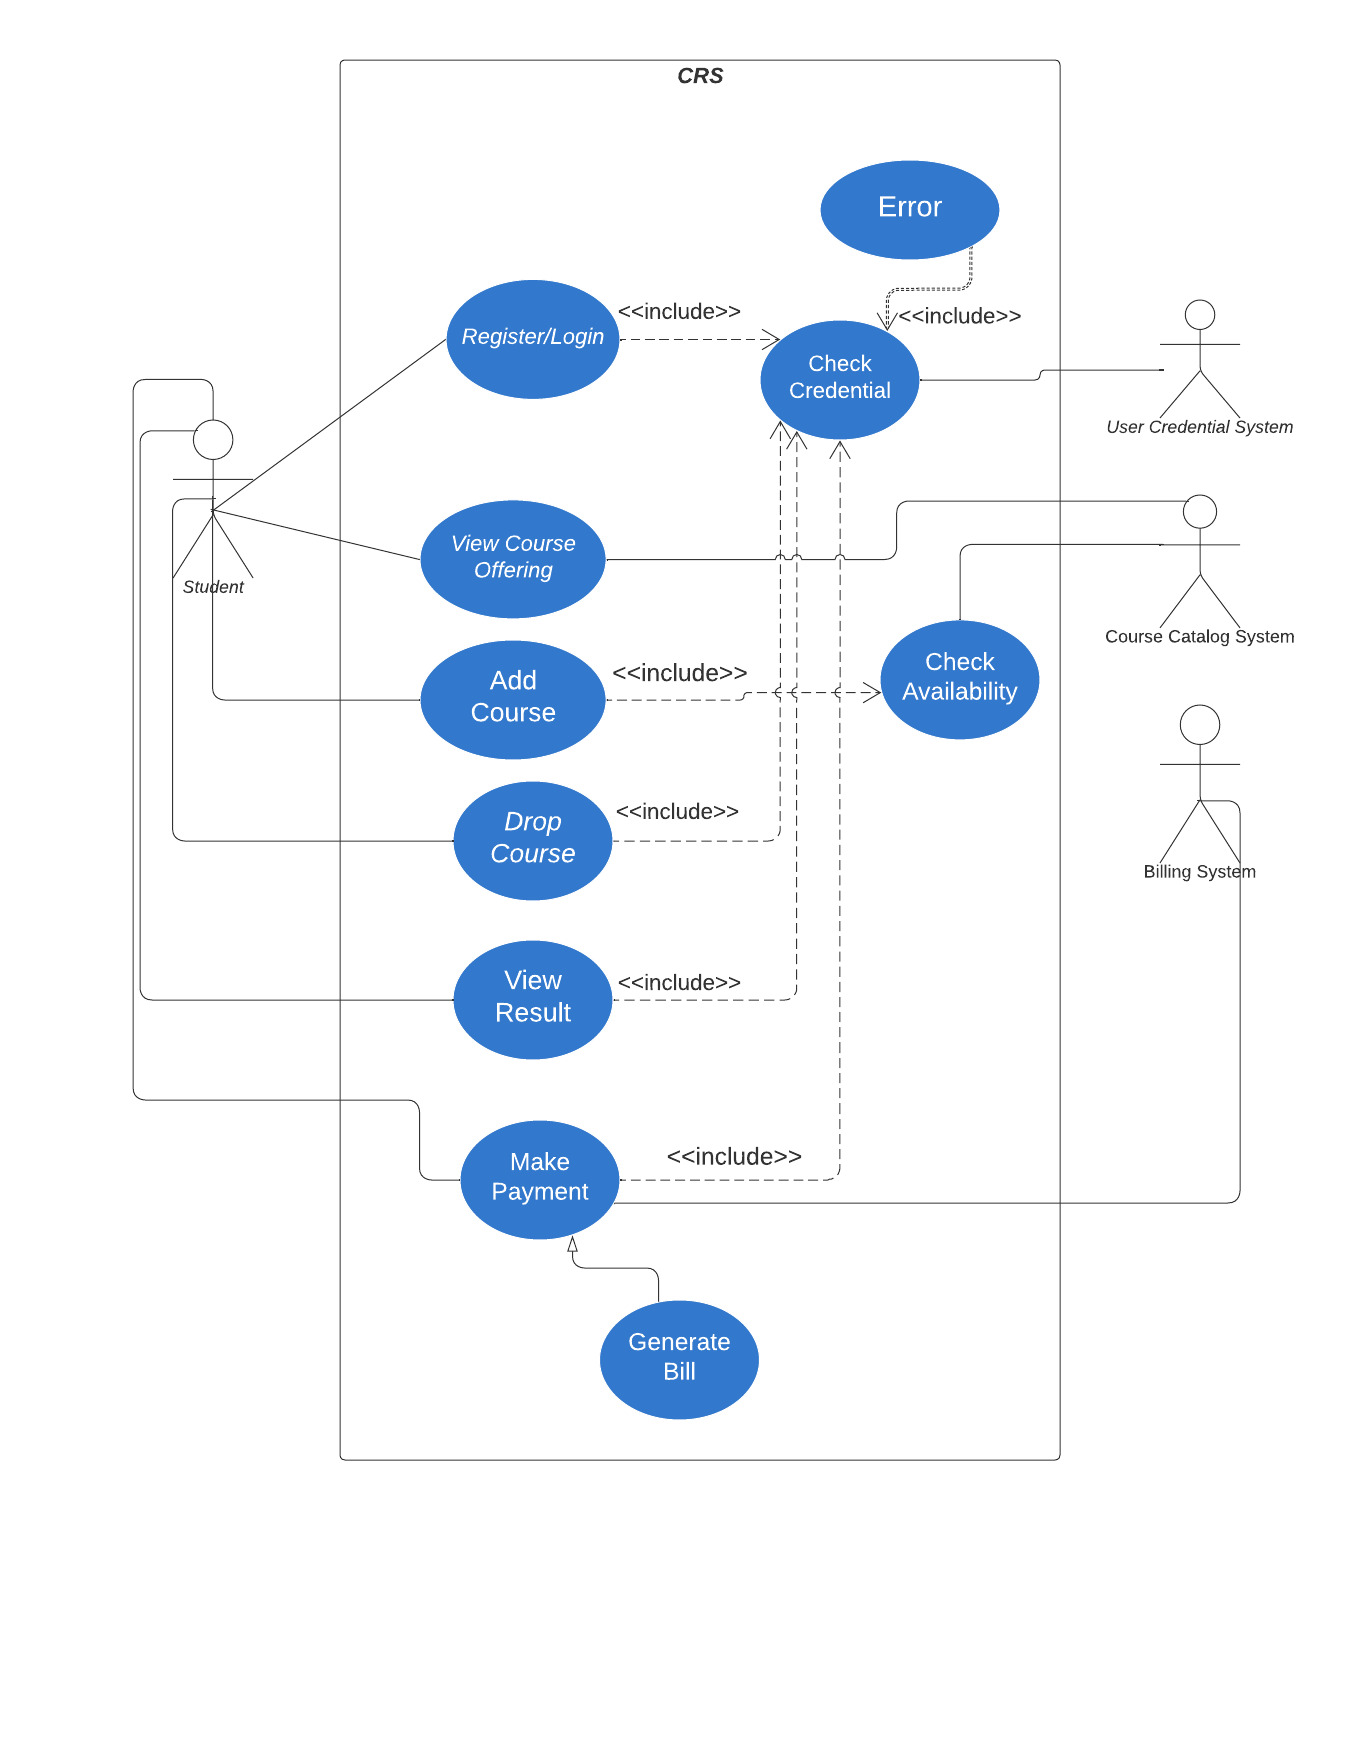 CRS
Error
<<include>>
<<include>>
Register/Login
Check
Credential
User Credential System
View Course
Offering
Student
Course Catalog System
Add
Course
<<include>>
Check
Availability
Drop
Course
<<include>>
Billing System
View
Result
<<include>>
Make
Payment
<<include>>
Generate
Bill